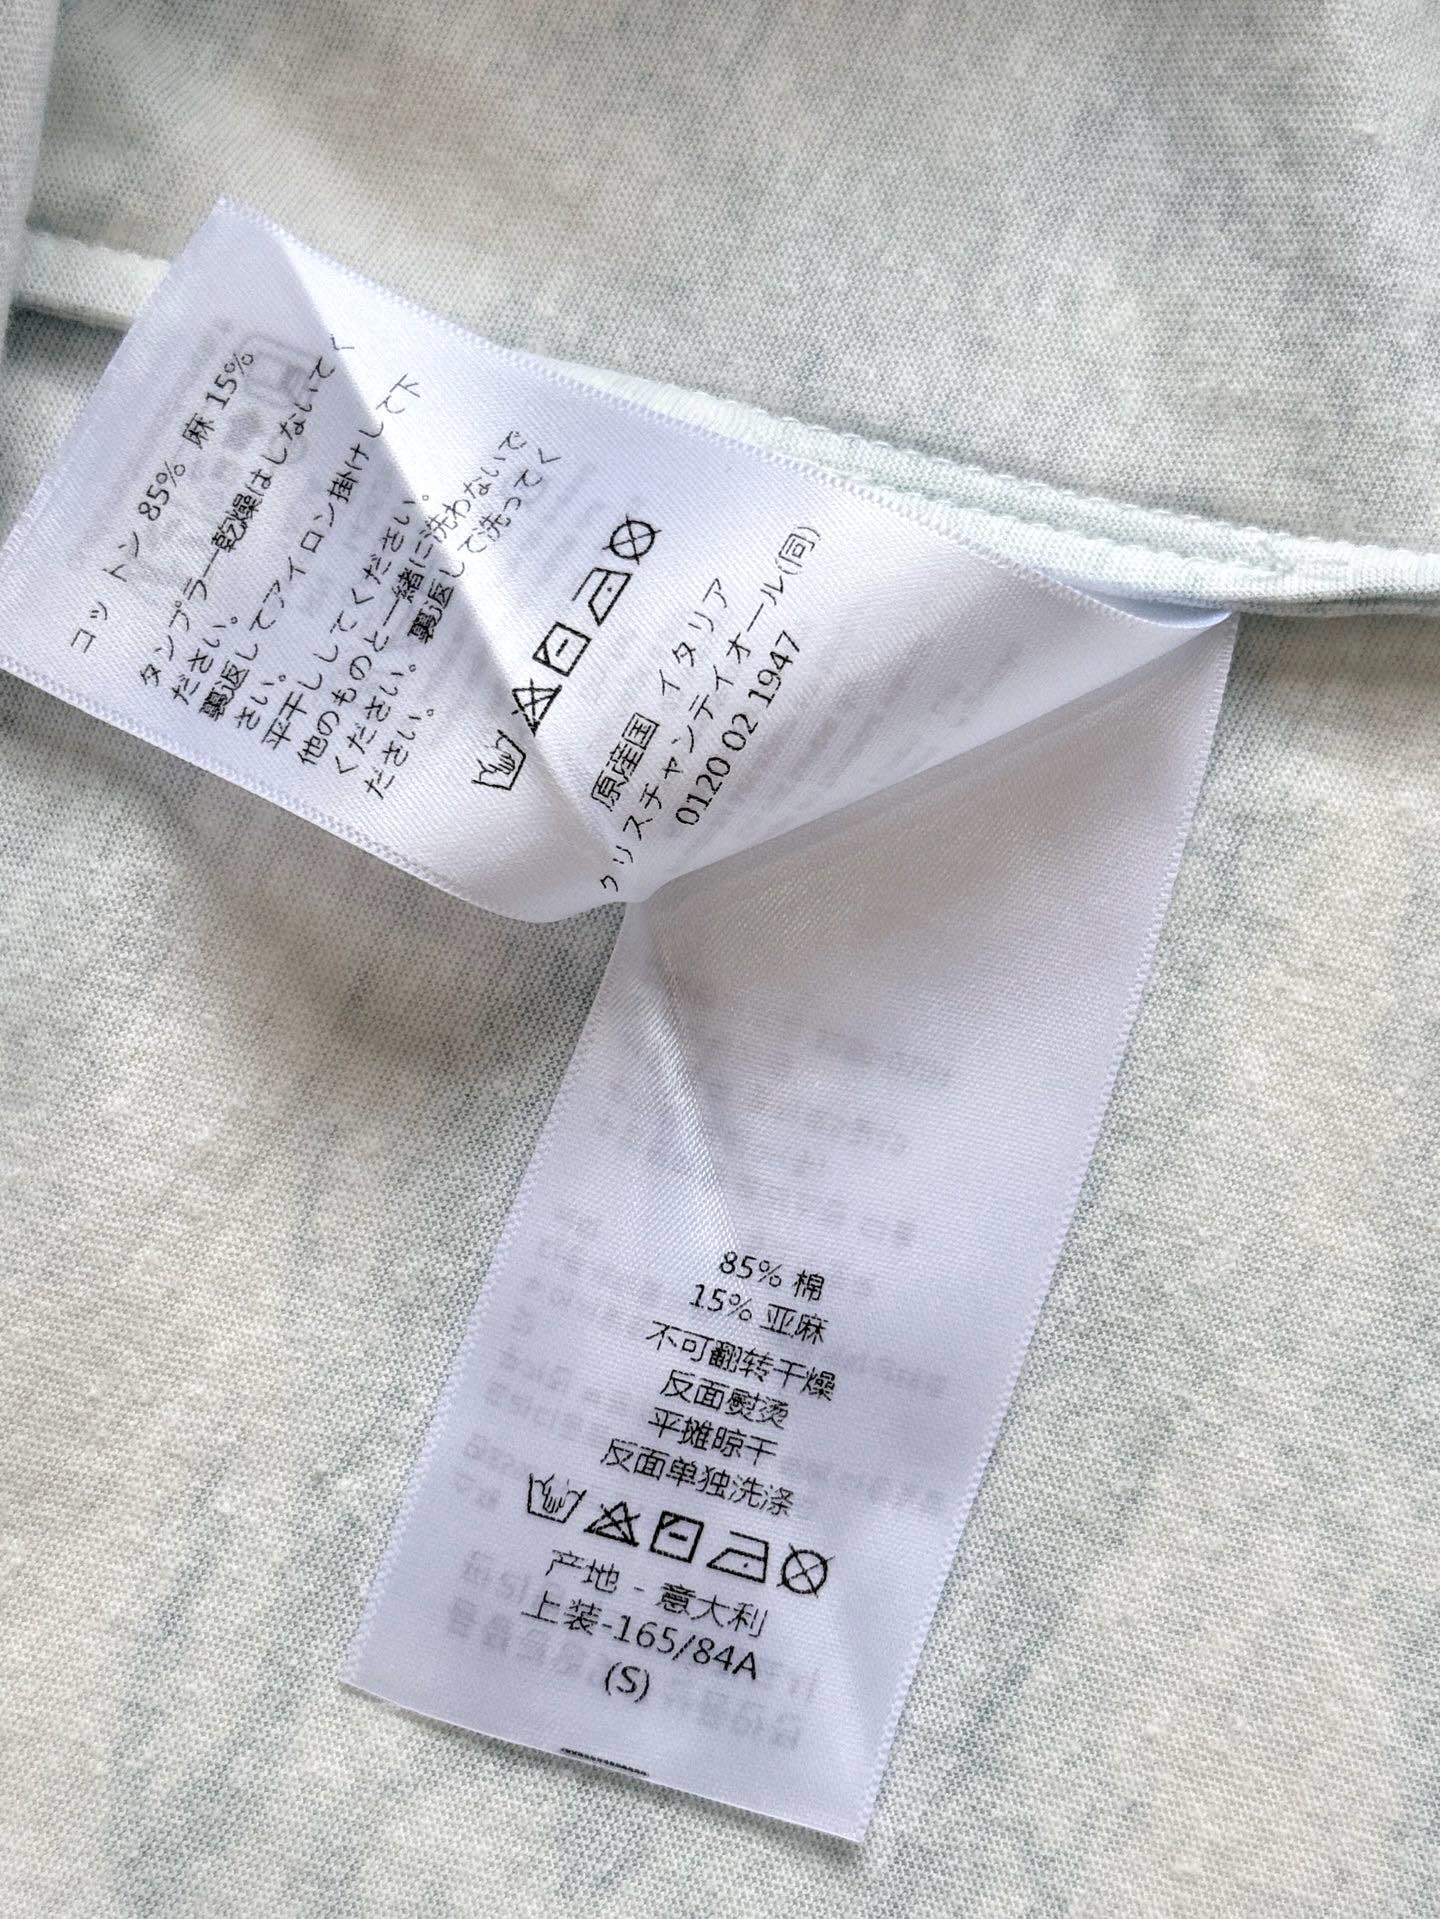 コットン 85% 麻 15%
タンブラー乾燥はしないでく
ださい。
裏返してアイロン掛けして下
さい。
平干ししてください。
他のものと一緒に洗わないで
ください。裏返して洗ってく
ださい。
原産国 イタリア
クリスチャンディオール(同)
0120 02 1947
85% 棉
15% 亚麻
不可翻转干燥
反面熨烫
平摊晾干
反面单独洗涤
产地 - 意大利
上装-165/84A
(S)